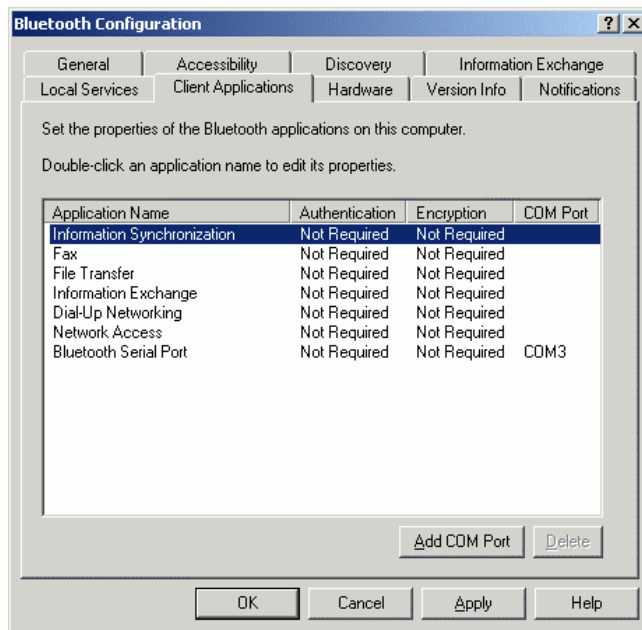 Bluetooth Configuration
General Accessibility Discovery Information Exchange
Local Services Client Applications Hardware Version Info Notifications
Set the properties of the Bluetooth applications on this computer.
Double-click an application name to edit its properties.
Application Name Authentication Encryption COM Port
Information Synchronization Not Required Not Required
Fax Not Required Not Required
File Transfer Not Required Not Required
Information Exchange Not Required Not Required
Dial-Up Networking Not Required Not Required
Network Access Not Required Not Required
Bluetooth Serial Port Not Required Not Required COM3
Add COM Port Delete
OK Cancel Apply Help